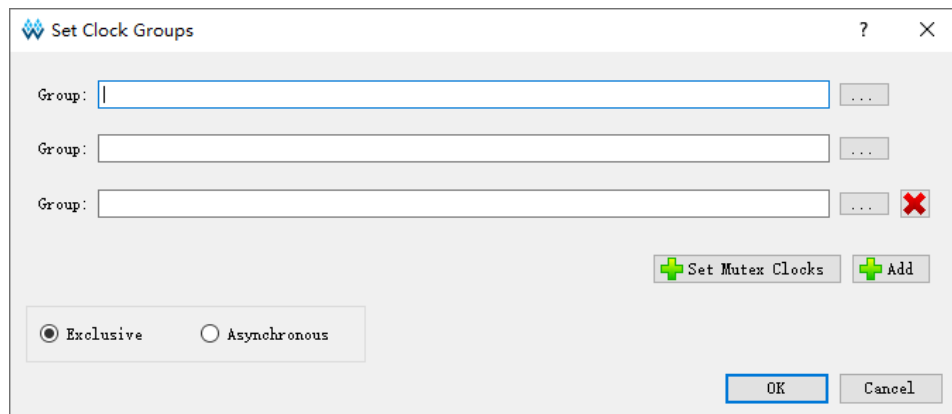 Set Clock Groups ?
Group: ...
Group: ...
Group: ...
Set Mutex Clocks Add
Exclusive Asynchronous
OK Cancel